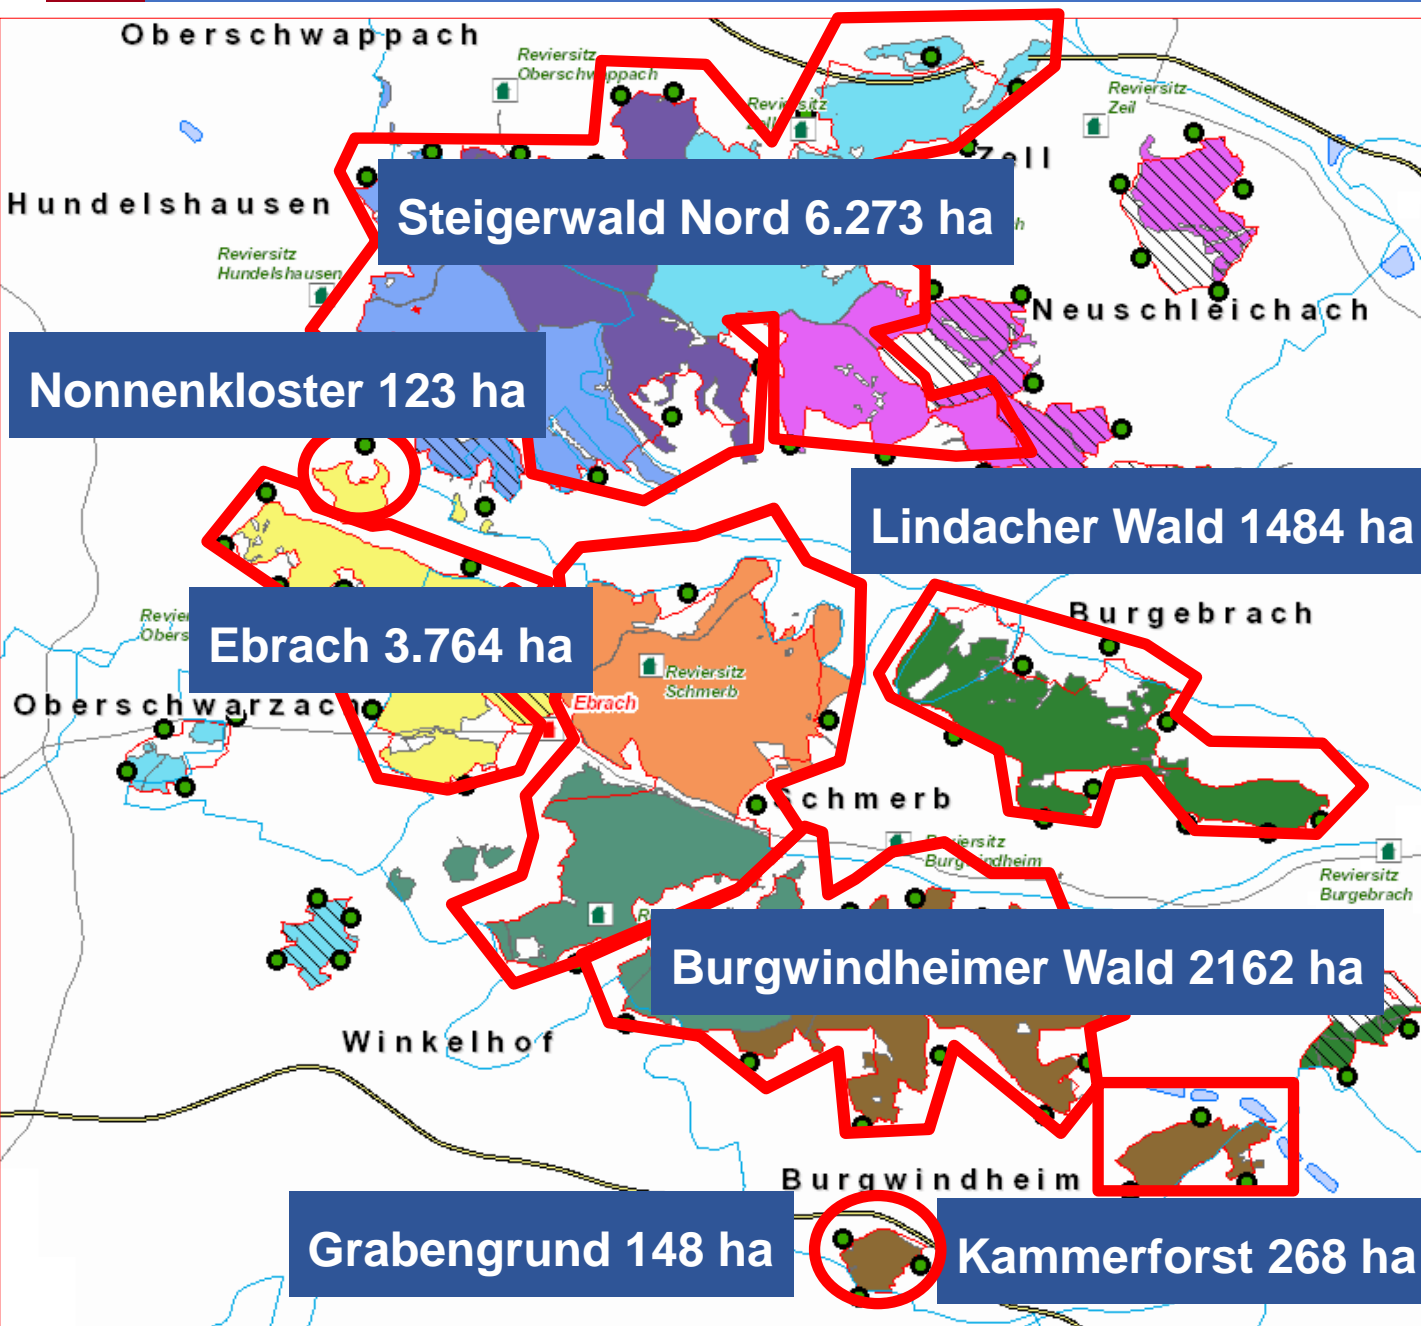 Oberschwappach
Reviersitz
Oberschwappach
Reviersitz
Zell
Reviersitz
Zeil
Zell
Hundelshausen
Steigerwald Nord 6.273 ha
Reviersitz
Hundelshausen
Neuschleichach
Nonnenkloster 123 ha
Lindacher Wald 1484 ha
Burgebrach
Ebrach 3.764 ha
Reviersitz
Schmerb
Ebrach
Oberschwarzach
Schmerb
Reviersitz
Burgwindheim
Reviersitz
Burgebrach
Burgwindheimer Wald 2162 ha
Winkelhof
Burgwindheim
Grabengrund 148 ha
Kammerforst 268 ha